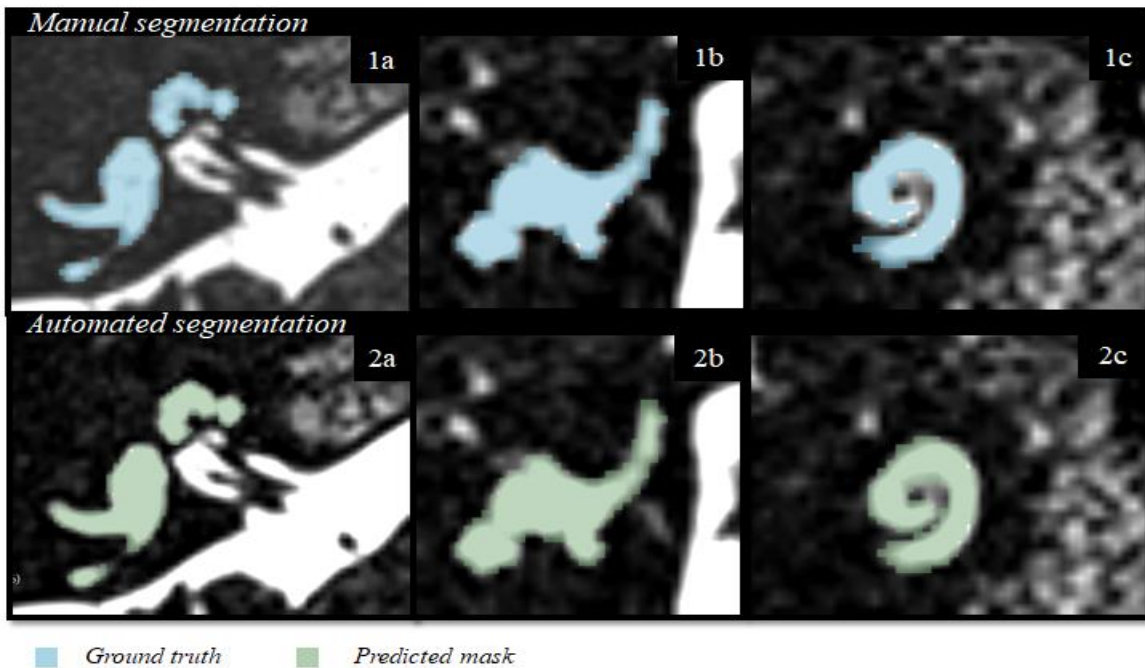 Manual segmentation
1a
1b
1c
Automated segmentation
2a
2b
2c
Ground truth
Predicted mask